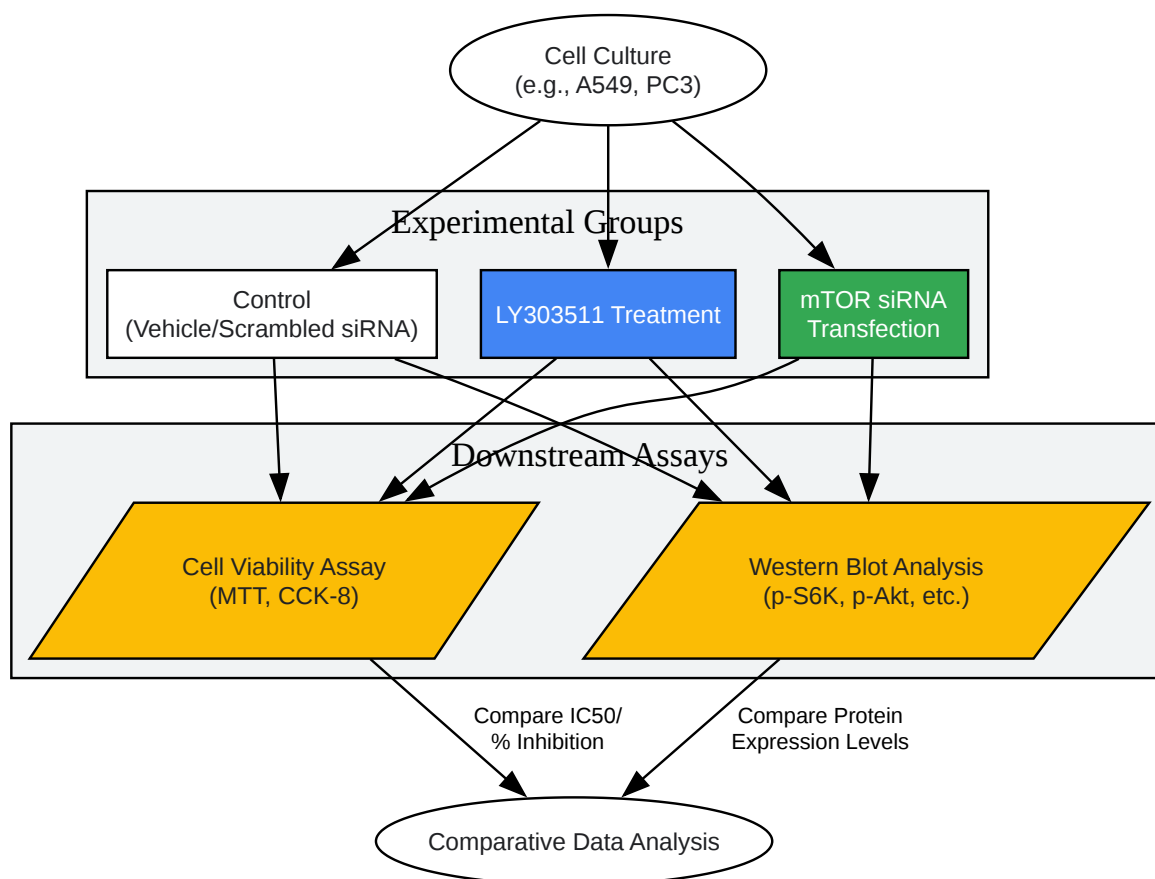 Cell Culture
(e.g., A549, PC3)
Experimental Groups
Control
(Vehicle/Scrambled siRNA)
LY303511 Treatment
mTOR siRNA
Transfection
Downstream Assays
Cell Viability Assay
(MTT, CCK-8)
Western Blot Analysis
(p-S6K, p-Akt, etc.)
Compare IC50/
% Inhibition
Compare Protein
Expression Levels
Comparative Data Analysis